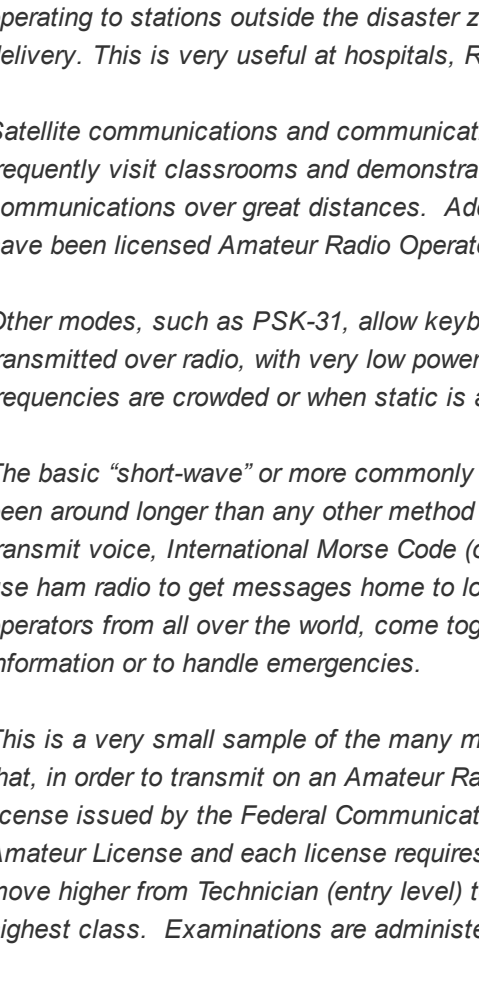 operating to stations outside the disaster z
delivery. This is very useful at hospitals, R
Satellite communications and communicati
frequently visit classrooms and demonstra
communications over great distances. Ad
have been licensed Amateur Radio Operato
Other modes, such as PSK-31, allow keyb
transmitted over radio, with very low power
frequencies are crowded or when static is a
The basic “short-wave” or more commonly
been around longer than any other method
transmit voice, International Morse Code (c
use ham radio to get messages home to lo
operators from all over the world, come tog
information or to handle emergencies.
This is a very small sample of the many m
that, in order to transmit on an Amateur Ra
license issued by the Federal Communicat
Amateur License and each license requires
move higher from Technician (entry level) t
highest class. Examinations are administe